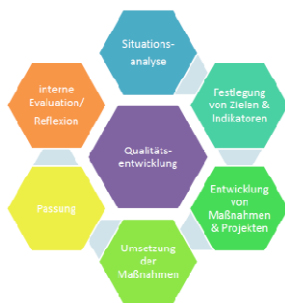 Situations-
analyse
Festlegung
von Zielen &
Indikatoren
Entwicklung
von
Maßnahmen
& Projekten
Umsetzung
der
Maßnahmen
Passung
interne
Evaluation/
Reflexion
Qualitäts-
entwicklung